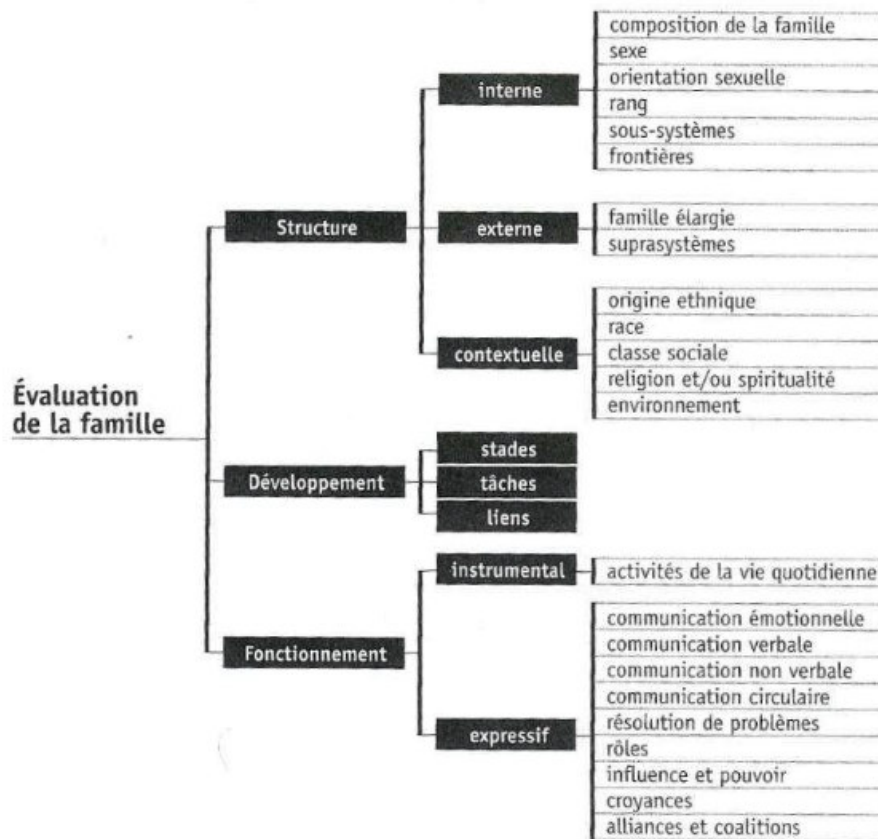 Évaluation
de la famille
Structure
interne
composition de la famille
sexe
orientation sexuelle
rang
sous-systèmes
frontières
externe
famille élargie
suprasystèmes
contextuelle
origine ethnique
race
classe sociale
religion et/ou spiritualité
environnement
Développement
stades
tâches
liens
Fonctionnement
instrumental
activités de la vie quotidienne
expressif
communication émotionnelle
communication verbale
communication non verbale
communication circulaire
résolution de problèmes
rôles
influence et pouvoir
croyances
alliances et coalitions